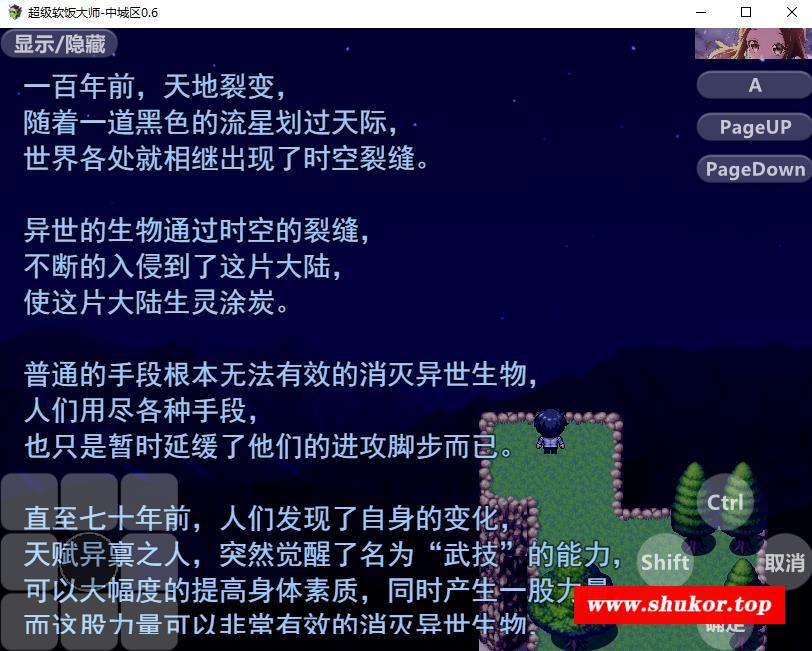 超级软饭大师-中城区0.6
显示/隐藏
A
PageUP
PageDown
一百年前，天地裂变，
随着一道黑色的流星划过天际，
世界各处就相继出现了时空裂缝。
异世的生物通过时空的裂缝，
不断的入侵到了这片大陆，
使这片大陆生灵涂炭。
普通的手段根本无法有效的消灭异世生物，
人们用尽各种手段，
也只是暂时延缓了他们的进攻脚步而已。
直至七十年前，人们发现了自身的变化，
天赋异禀之人，突然觉醒了名为“武技”的能力，
可以大幅度的提高身体素质，同时产生一股力量
而这股力量可以非常有效的消灭异世生物
Ctrl
Shift
取消
www.shukor.top
确定